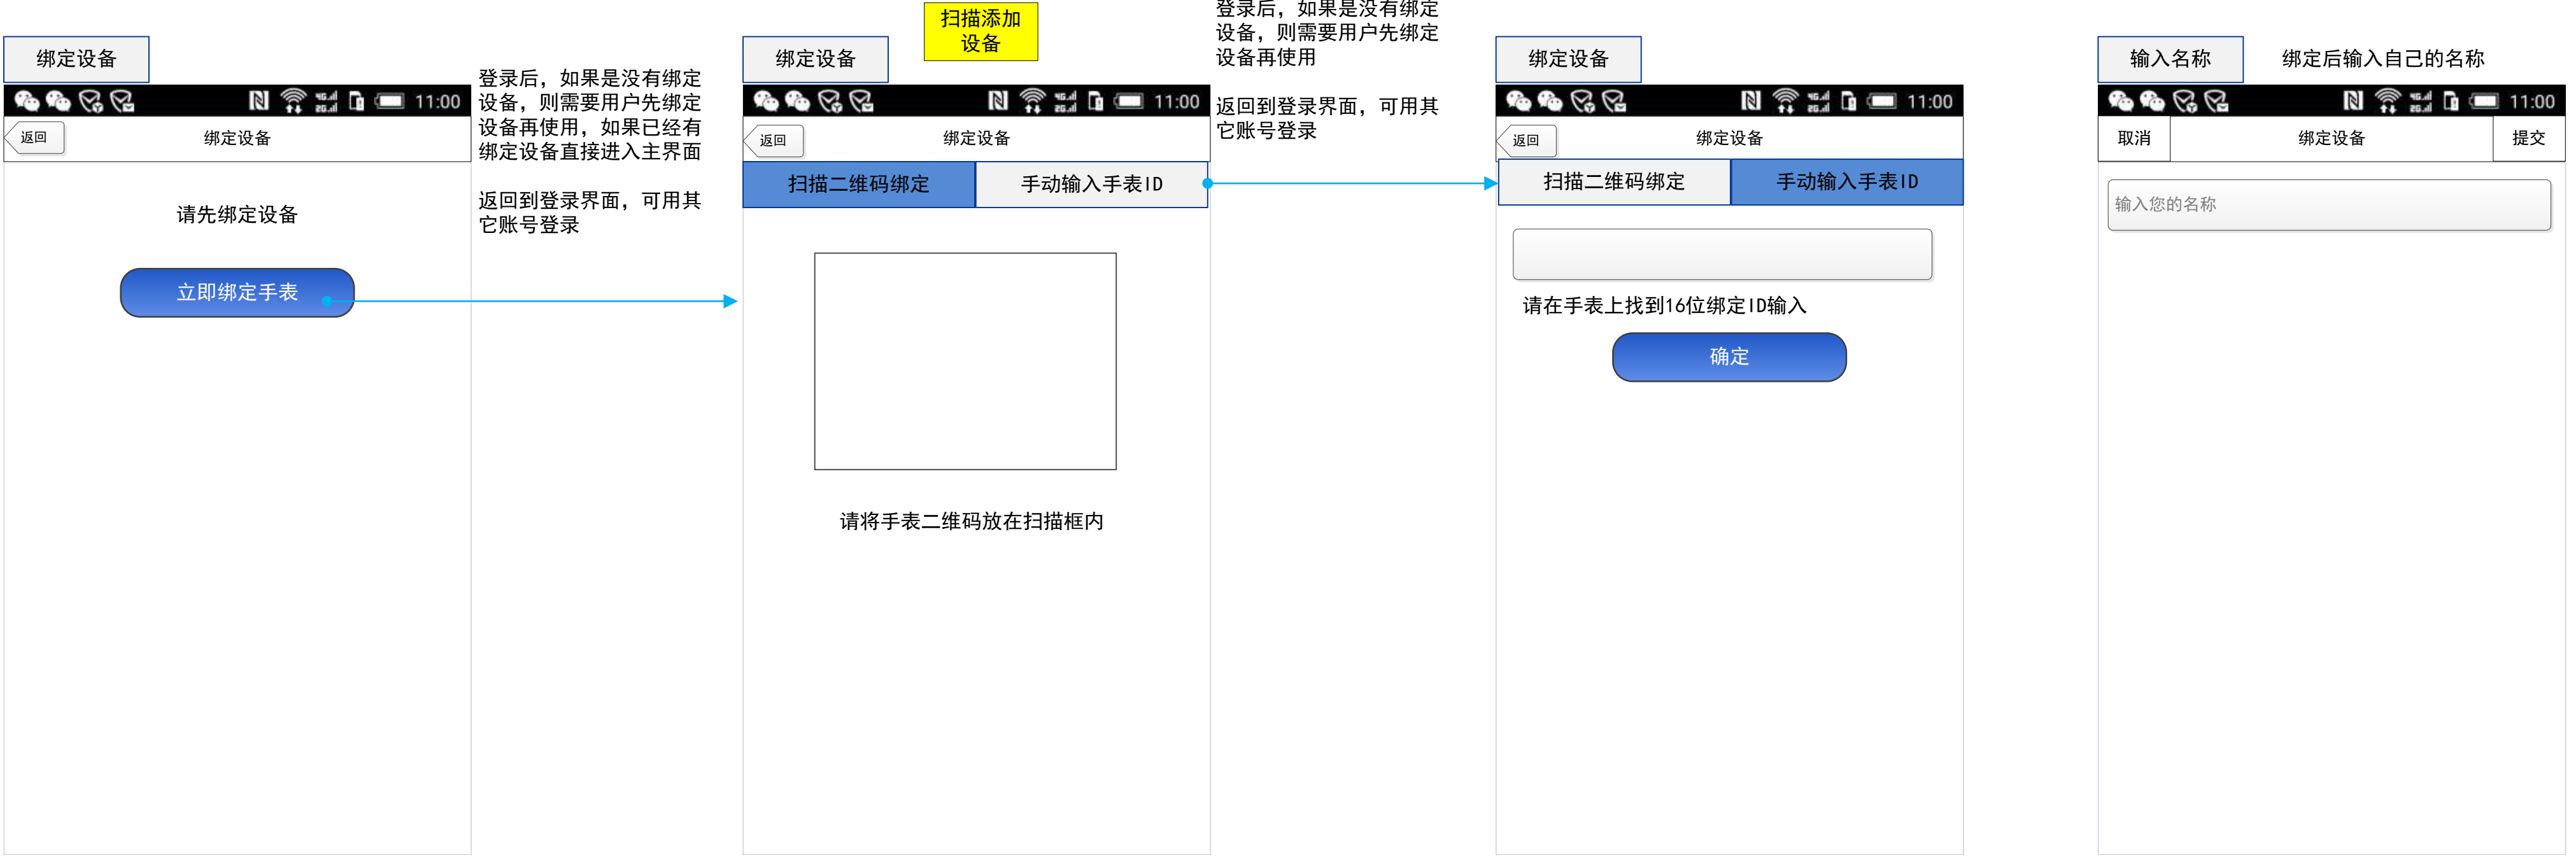 绑定设备
返回
绑定设备
11:00
请先绑定设备
立即绑定手表
登录后，如果是没有绑定
设备，则需要用户先绑定
设备再使用，如果已经有
绑定设备直接进入主界面
返回到登录界面，可用其
它账号登录
扫描添加
设备
绑定设备
11:00
返回
绑定设备
扫描二维码绑定
手动输入手表ID
请将手表二维码放在扫描框内
登录后，如果是没有绑定
设备，则需要用户先绑定
设备再使用
返回到登录界面，可用其
它账号登录
绑定设备
11:00
返回
绑定设备
扫描二维码绑定
手动输入手表ID
请在手表上找到16位绑定ID输入
确定
输入名称
绑定后输入自己的名称
11:00
取消
绑定设备
提交
输入您的名称